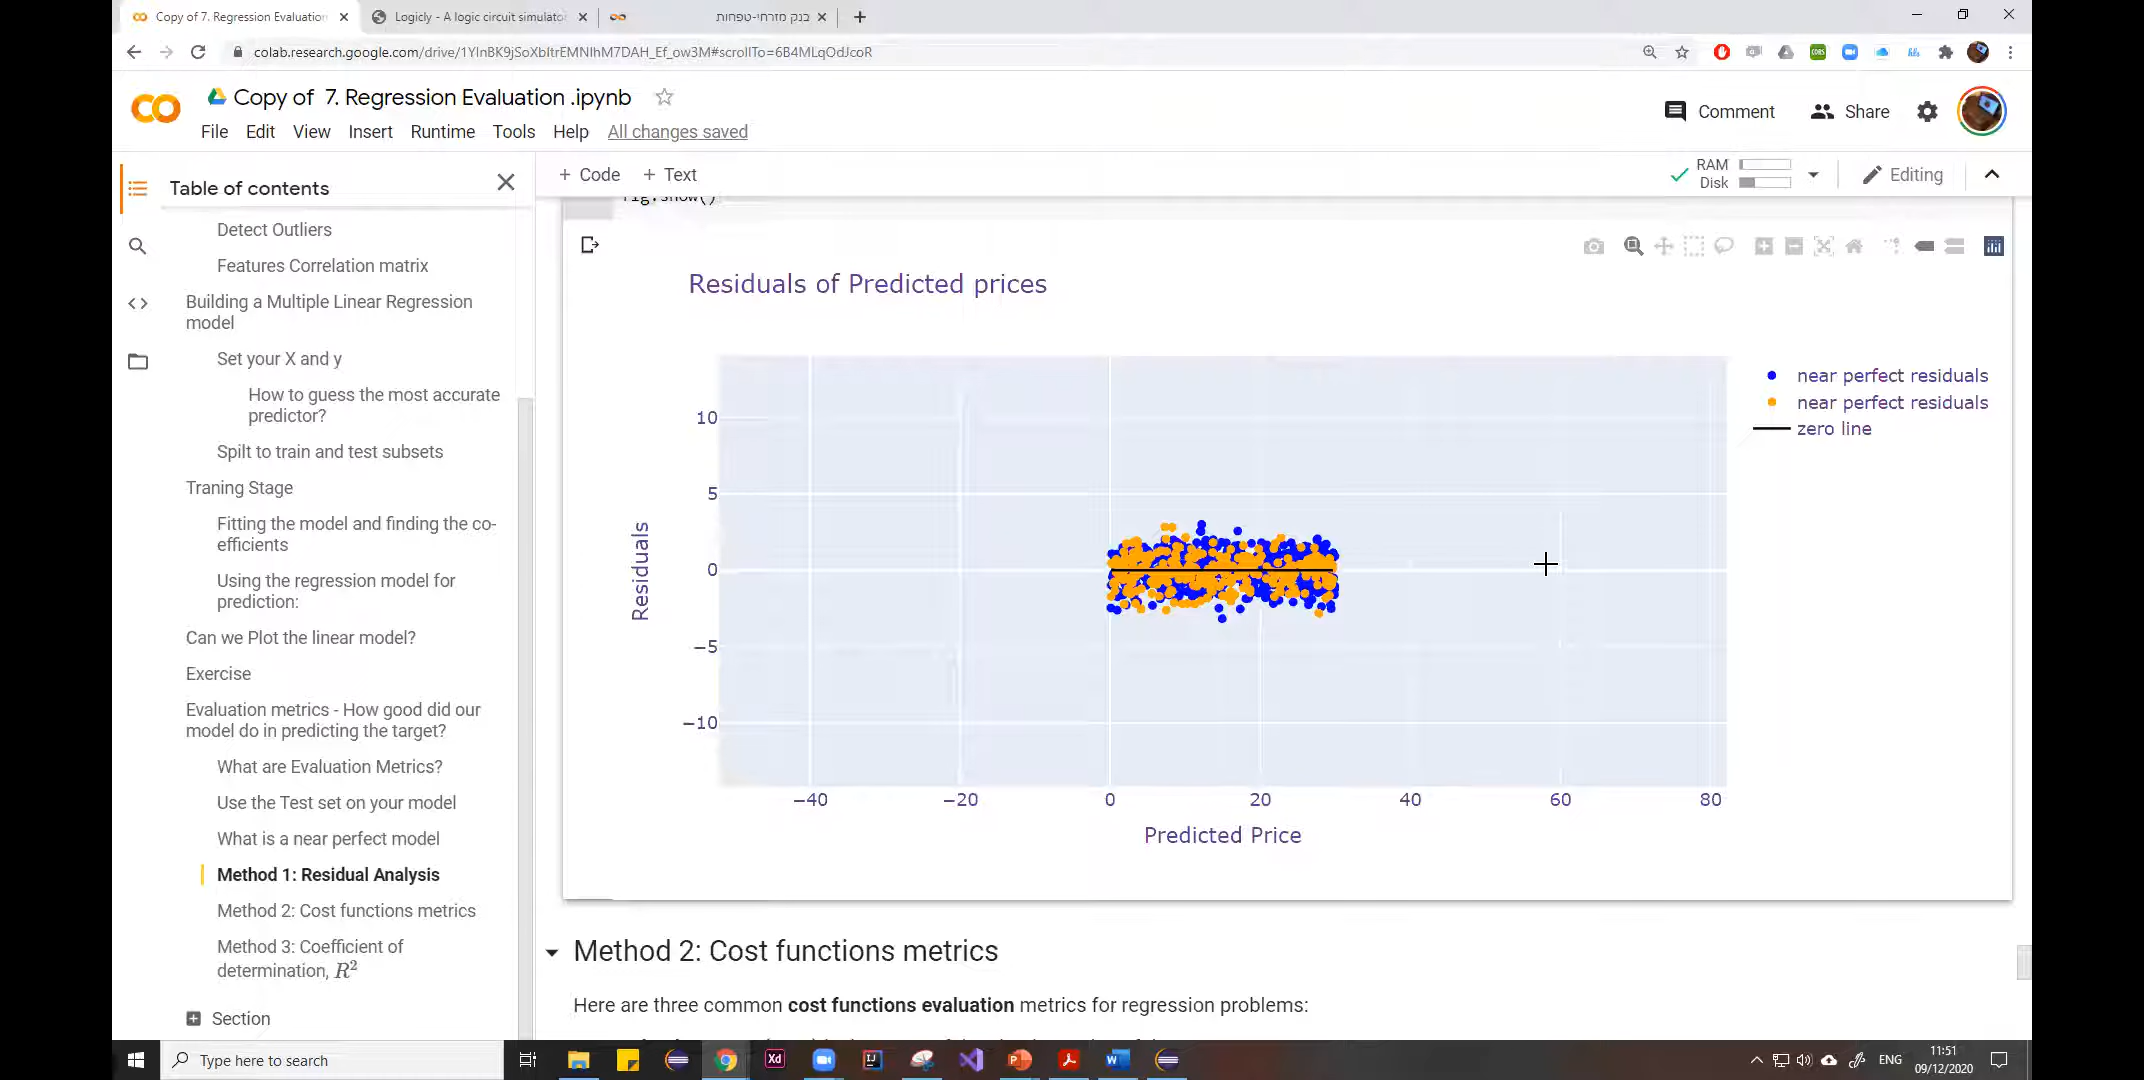 Copy of 7. Regression Evaluation
Logicly - A logic circuit simulato
בנק מזרחי-טפחות
colab.research.google.com/drive/1YlnBK9jSoXbItrEMNIhM7DAH_Ef_ow3M#scrollTo=6B4MLqOdJcoR
Copy of 7. Regression Evaluation .ipynb
Comment
Share
File Edit View Insert Runtime Tools Help All changes saved
Table of contents
+ Code + Text
RAM
Disk
Editing
Detect Outliers
Features Correlation matrix
Building a Multiple Linear Regression
model
Set your X and y
How to guess the most accurate
predictor?
Spilt to train and test subsets
Traning Stage
Fitting the model and finding the co-
efficients
Using the regression model for
prediction:
Can we Plot the linear model?
Exercise
Evaluation metrics - How good did our
model do in predicting the target?
What are Evaluation Metrics?
Use the Test set on your model
What is a near perfect model
Method 1: Residual Analysis
Method 2: Cost functions metrics
Method 3: Coefficient of
determination, R²
Section
fig.show()
Residuals of Predicted prices
near perfect residuals
near perfect residuals
zero line
10
5
0
−5
−10
Residuals
−40 −20 0 20 40 60 80
Predicted Price
Method 2: Cost functions metrics
Here are three common cost functions evaluation metrics for regression problems:
Type here to search
Xd
IJ
ENG
11:51
09/12/2020